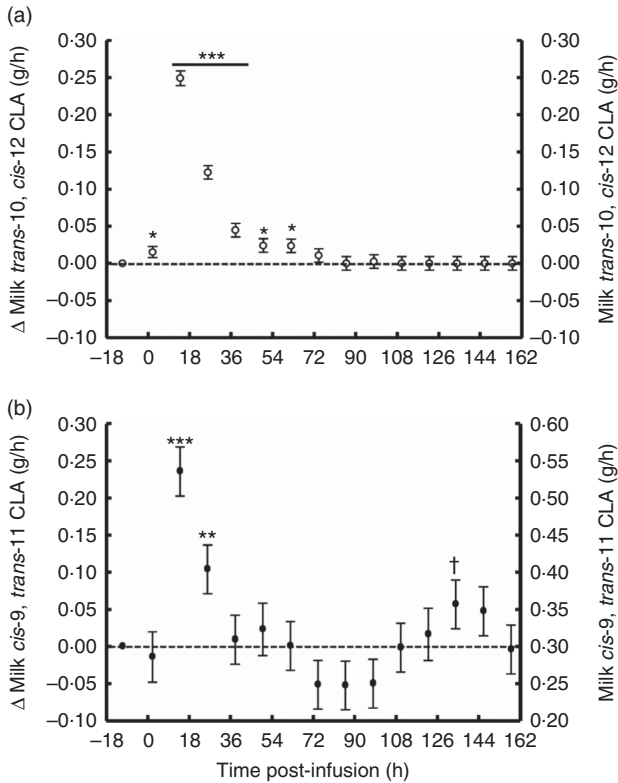 (a)
0·30 0·30
*** 
0·25 0·25
0·20 0·20
0·15 0·15
0·10 0·10
0·05 * * * 0·05
0·00 0·00
−0·05 −0·05
−0·10 −0·10
Δ Milk trans-10, cis-12 CLA (g/h)
Milk trans-10, cis-12 CLA (g/h)
−18 0 18 36 54 72 90 108 126 144 162
(b)
0·30 0·60
***
0·25 0·55
0·20 0·50
0·15 ** 0·45
0·10 0·40
† 
0·05 0·35
0·00 0·30
−0·05 0·25
−0·10 0·20
Δ Milk cis-9, trans-11 CLA (g/h)
Milk cis-9, trans-11 CLA (g/h)
−18 0 18 36 54 72 90 108 126 144 162
Time post-infusion (h)